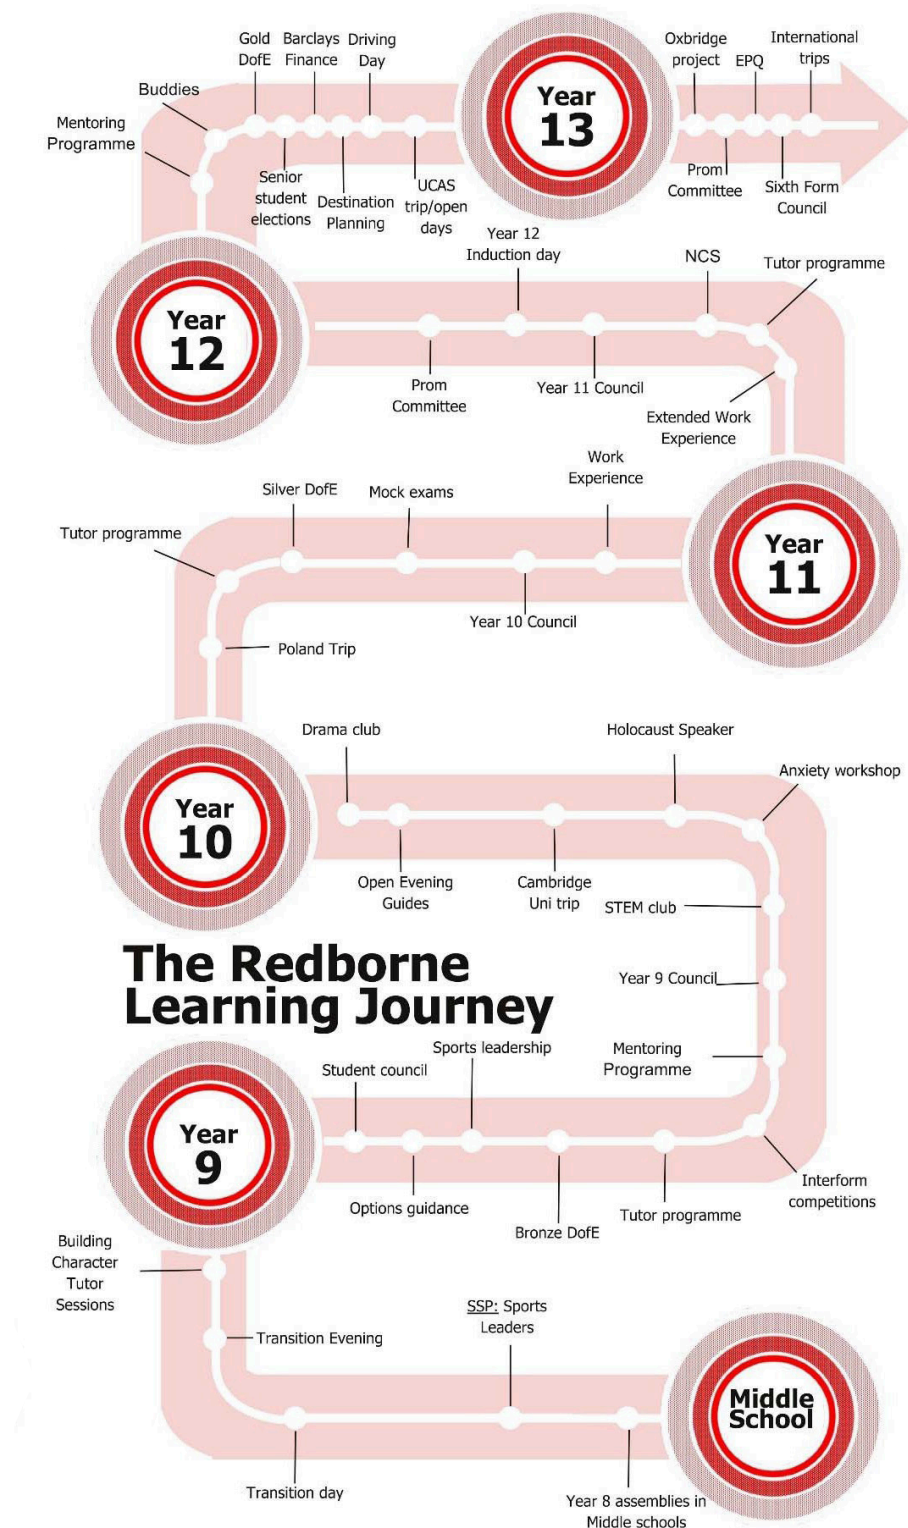 Gold
DofE
Barclays
Finance
Driving
Day
Buddies
Mentoring
Programme
Senior
student
elections
Destination
Planning
UCAS
trip/open
days
Year
13
Oxbridge
project
EPQ
International
trips
Prom
Committee
Sixth Form
Council
Year
12
Year 12
Induction day
NCS
Tutor programme
Prom
Committee
Year 11 Council
Extended Work
Experience
Work
Experience
Silver DofE
Mock exams
Tutor programme
Year
11
Year 10 Council
Poland Trip
Year
10
Drama club
Holocaust Speaker
Anxiety workshop
Open Evening
Guides
Cambridge
Uni trip
STEM club
Year 9 Council
Mentoring
Programme
The Redborne
Learning Journey
Sports leadership
Student council
Year
9
Options guidance
Bronze DofE
Tutor programme
Interform
competitions
Building
Character
Tutor
Sessions
Transition Evening
SSP: Sports
Leaders
Middle
School
Transition day
Year 8 assemblies in
Middle schools